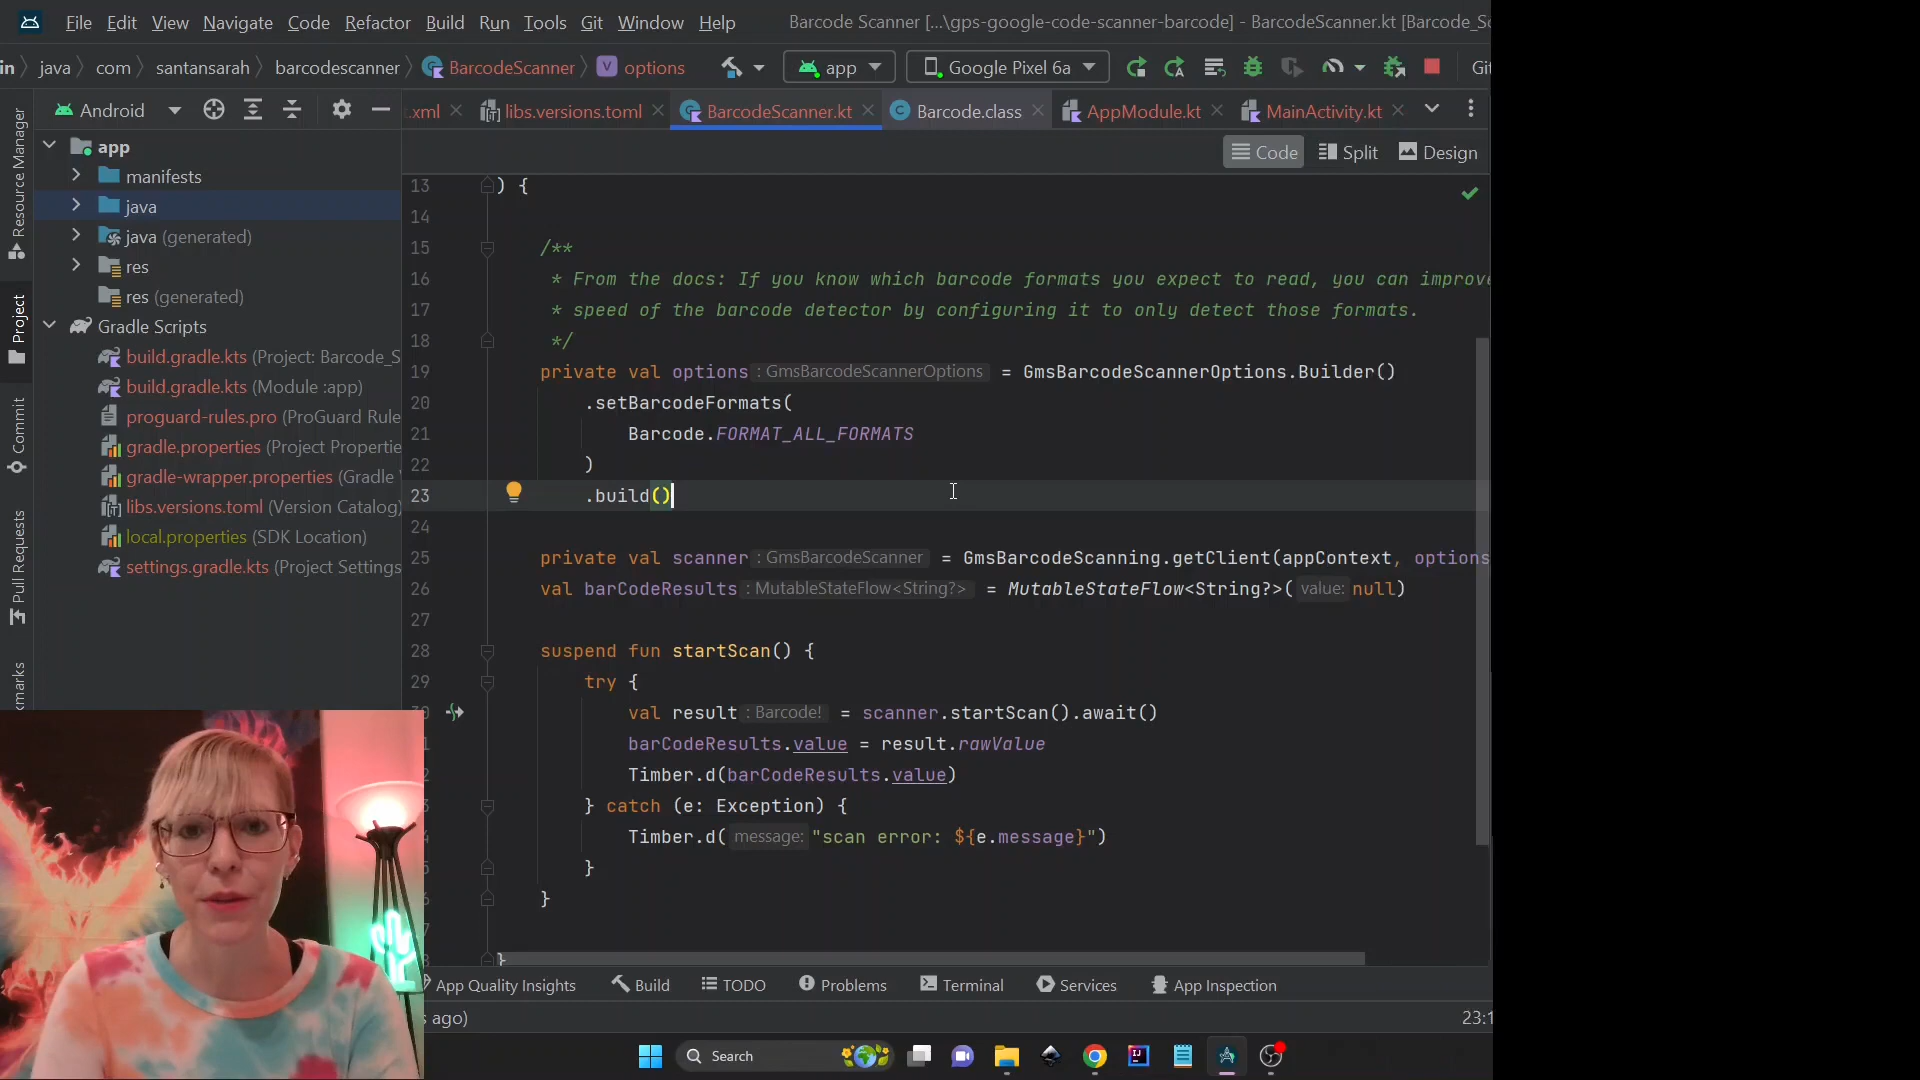 File Edit View Navigate Code Refactor Build Run Tools Git Window Help Barcode Scanner [...\gps-google-code-scanner-barcode] - BarcodeScanner.kt [Barcode_Sc
in java com santansarah barcodescanner BarcodeScanner V options app Google Pixel 6a Git
Android .xml libs.versions.toml BarcodeScanner.kt Barcode.class AppModule.kt MainActivity.kt
Code Split Design
Resource Manager
Project
Commit
Pull Requests
app
manifests
java
java (generated)
res
res (generated)
Gradle Scripts
build.gradle.kts (Project: Barcode_S
build.gradle.kts (Module :app)
proguard-rules.pro (ProGuard Rule
gradle.properties (Project Propertie
gradle-wrapper.properties (Gradle V
libs.versions.toml (Version Catalog)
local.properties (SDK Location)
settings.gradle.kts (Project Settings
13 ) {
14
15 /**
16 * From the docs: If you know which barcode formats you expect to read, you can improve
17 * speed of the barcode detector by configuring it to only detect those formats.
18 */
19 private val options : GmsBarcodeScannerOptions = GmsBarcodeScannerOptions.Builder()
20 .setBarcodeFormats(
21 Barcode.FORMAT_ALL_FORMATS
22 )
23 .build()
24
25 private val scanner : GmsBarcodeScanner = GmsBarcodeScanning.getClient(appContext, options
26 val barCodeResults : MutableStateFlow<String?> = MutableStateFlow<String?>( value: null)
27
28 suspend fun startScan() {
29 try {
val result : Barcode! = scanner.startScan().await()
barCodeResults.value = result.rawValue
Timber.d(barCodeResults.value)
} catch (e: Exception) {
Timber.d( message: "scan error: ${e.message}")
}
}
}
App Quality Insights Build TODO Problems Terminal Services App Inspection
s ago) 23:1
Search